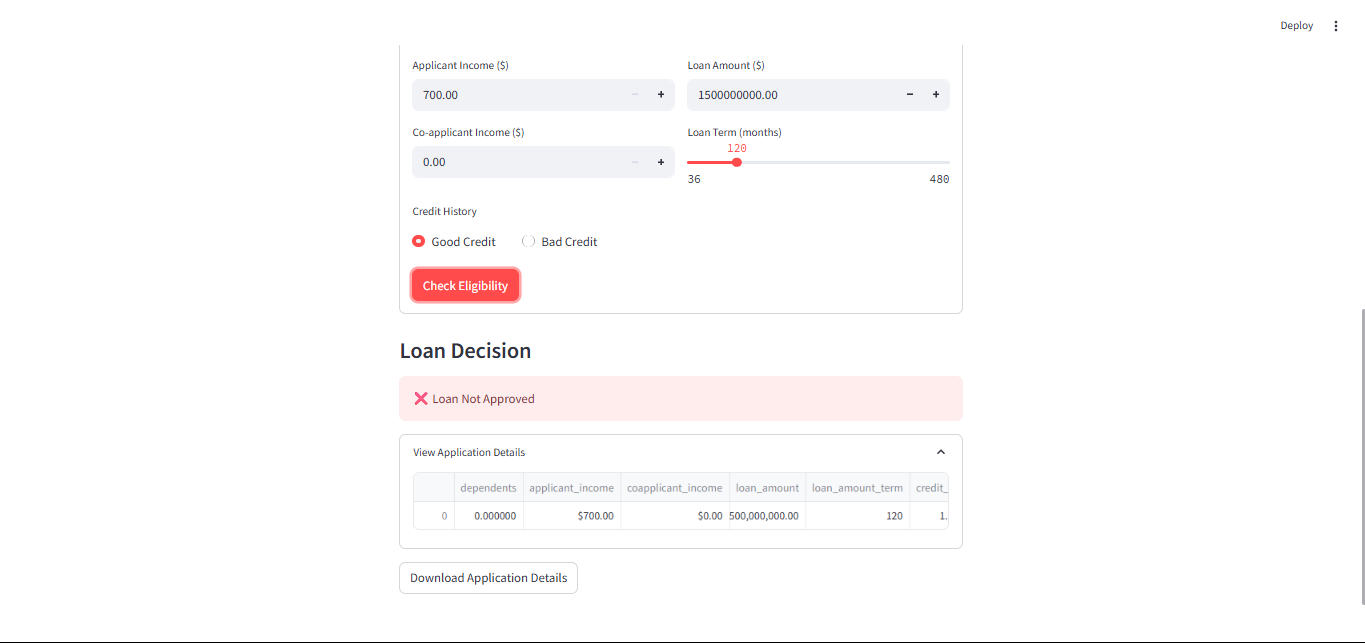 Deploy
Applicant Income ($) Loan Amount ($)
700.00 1500000000.00
Co-applicant Income ($) Loan Term (months)
120
0.00
36 480
Credit History
Good Credit Bad Credit
Check Eligibility
Loan Decision
Loan Not Approved
View Application Details
dependents applicant_income coapplicant_income loan_amount loan_amount_term credit_
0 0.000000 $700.00 $0.00 500,000,000.00 120 1.
Download Application Details